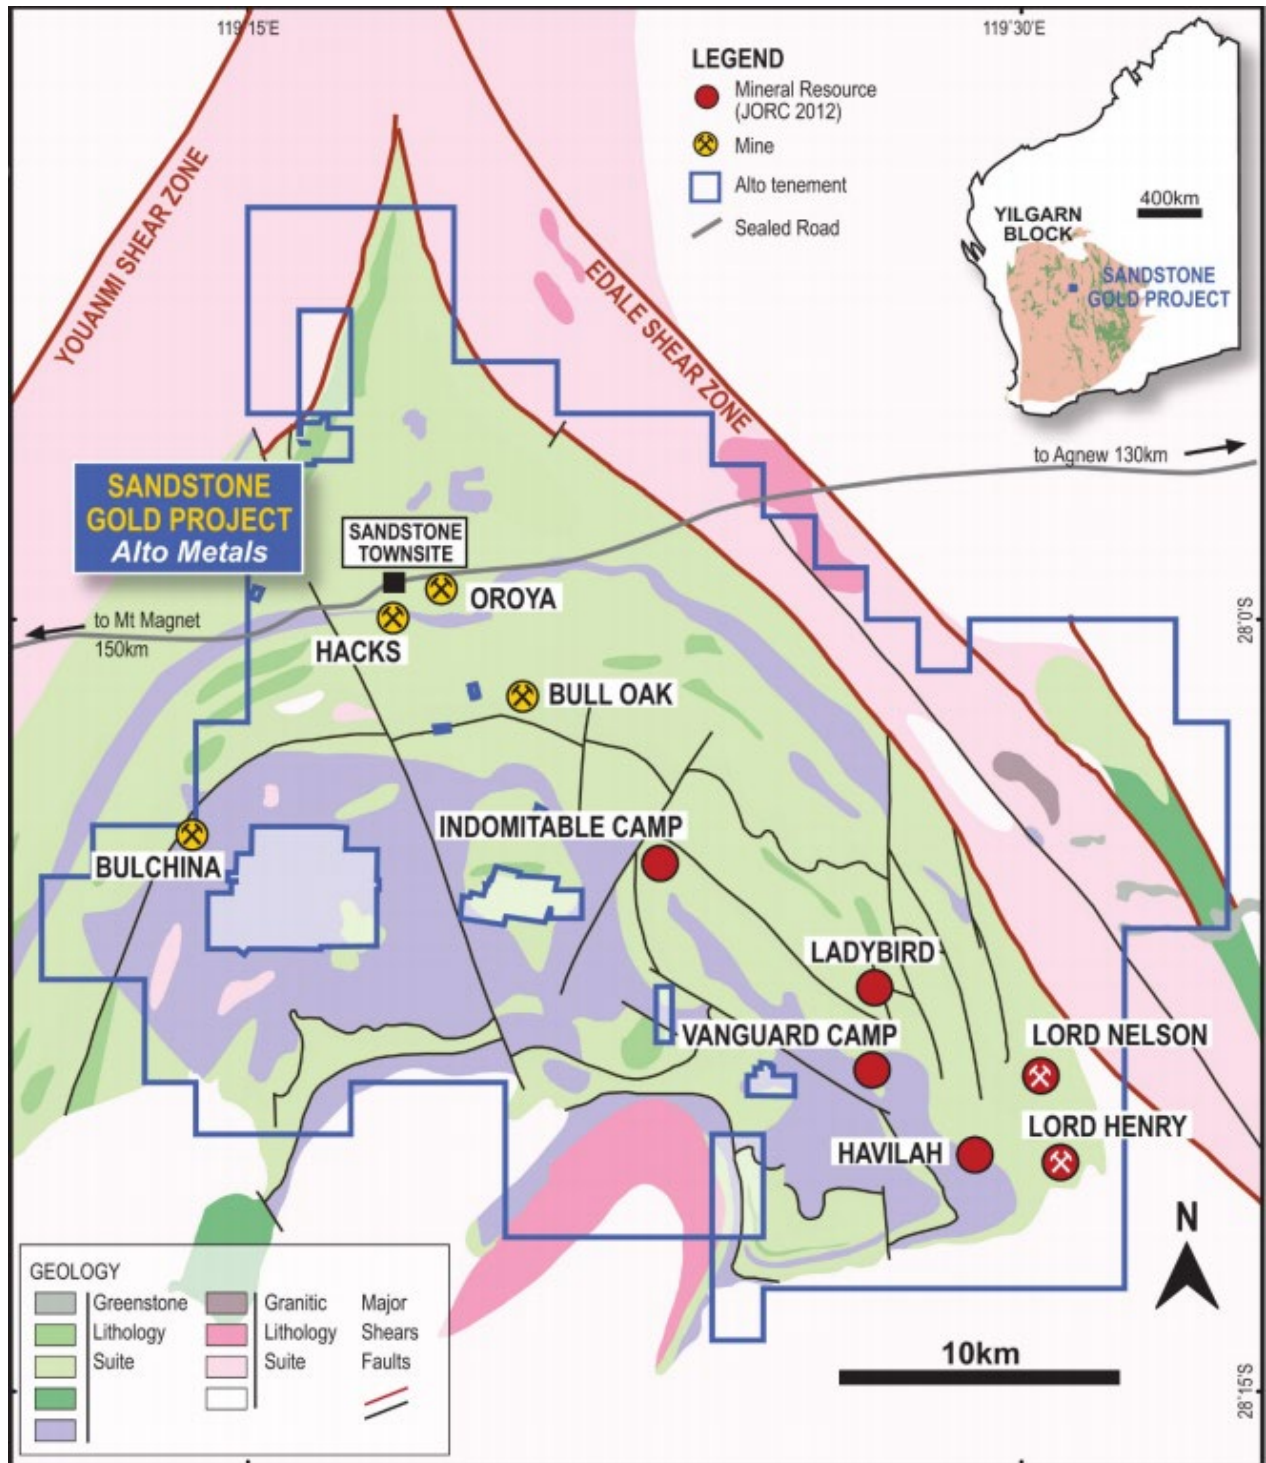 119°15'E
119°30'E
LEGEND
Mineral Resource
(JORC 2012)
Mine
Alto tenement
Sealed Road
400km
YILGARN
BLOCK
SANDSTONE
GOLD PROJECT
YOUANMI SHEAR ZONE
EDALE SHEAR ZONE
to Agnew 130km
SANDSTONE
GOLD PROJECT
Alto Metals
SANDSTONE
TOWNSITE
OROYA
to Mt Magnet
150km
HACKS
28°0'S
BULL OAK
INDOMITABLE CAMP
BULCHINA
LADYBIRD
VANGUARD CAMP
LORD NELSON
LORD HENRY
HAVILAH
N
GEOLOGY
Greenstone
Lithology
Suite
Granitic
Lithology
Suite
Major
Shears
Faults
10km
28°15'S